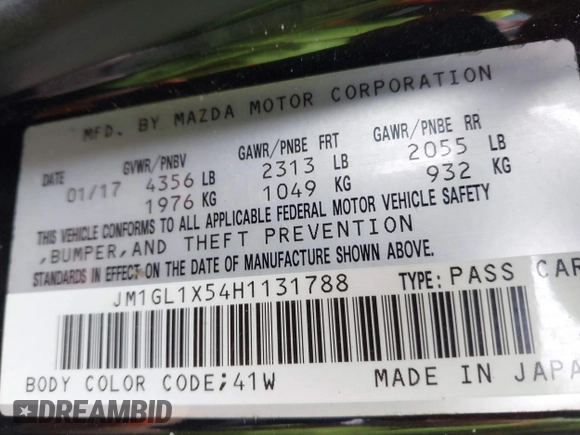 MFD. BY MAZDA MOTOR CORPORATION
DATE GVWR/PNBV GAWR/PNBE FRT GAWR/PNBE RR
01/17 4356 LB 2313 LB 2055 LB
1976 KG 1049 KG 932 KG
THIS VEHICLE CONFORMS TO ALL APPLICABLE FEDERAL MOTOR VEHICLE SAFETY
,BUMPER,AND THEFT PREVENTION
STANDARDS IN EFFECT ON THE DATE OF MANUFACTURE SHOWN ABOVE.
JM1GL1X54H1131788 TYPE: PASS CAR
BODY COLOR CODE;41W MADE IN JAPA
DREAMBID